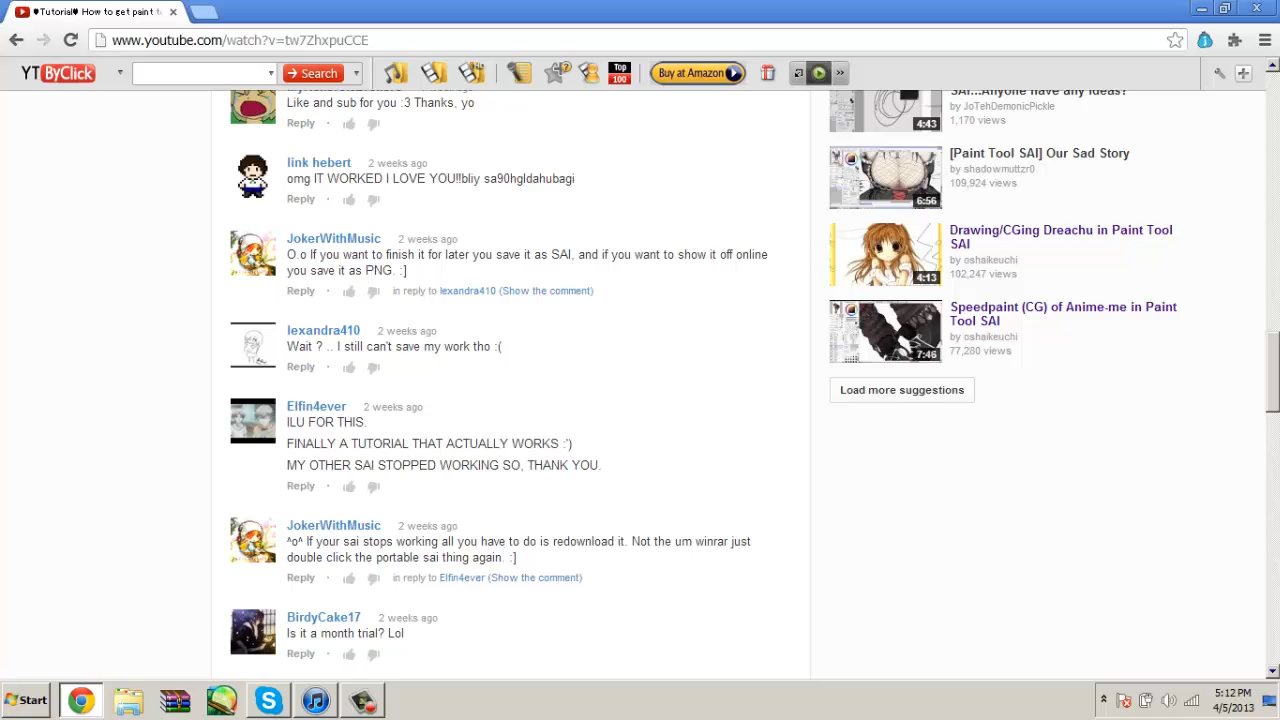 ♥Tutorial♥ How to get paint t
www.youtube.com/watch?v=tw7ZhxpuCCE
YT ByClick
Search
Top 100
Buy at Amazon
Like and sub for you :3 Thanks, yo
Reply
link hebert 2 weeks ago
omg IT WORKED I LOVE YOU!!bliy sa90hgldahubagi
Reply
JokerWithMusic 2 weeks ago
O.o If you want to finish it for later you save it as SAI, and if you want to show it off online
you save it as PNG. :]
Reply in reply to lexandra410 (Show the comment)
lexandra410 2 weeks ago
Wait ? .. I still can't save my work tho :(
Reply
Elfin4ever 2 weeks ago
ILU FOR THIS.
FINALLY A TUTORIAL THAT ACTUALLY WORKS :')
MY OTHER SAI STOPPED WORKING SO, THANK YOU.
Reply
JokerWithMusic 2 weeks ago
^o^ If your sai stops working all you have to do is redownload it. Not the um winrar just
double click the portable sai thing again. :]
Reply in reply to Elfin4ever (Show the comment)
BirdyCake17 2 weeks ago
Is it a month trial? Lol
Reply
SAI...Anyone have any ideas?
by JoTehDemonicPickle
1,170 views
4:43
[Paint Tool SAI] Our Sad Story
by shadowmuttzr0
109,924 views
6:56
Drawing/CGing Dreachu in Paint Tool
SAI
by oshaikeuchi
102,247 views
4:13
Speedpaint (CG) of Anime-me in Paint
Tool SAI
by oshaikeuchi
77,280 views
7:46
Load more suggestions
Start
5:12 PM
4/5/2013